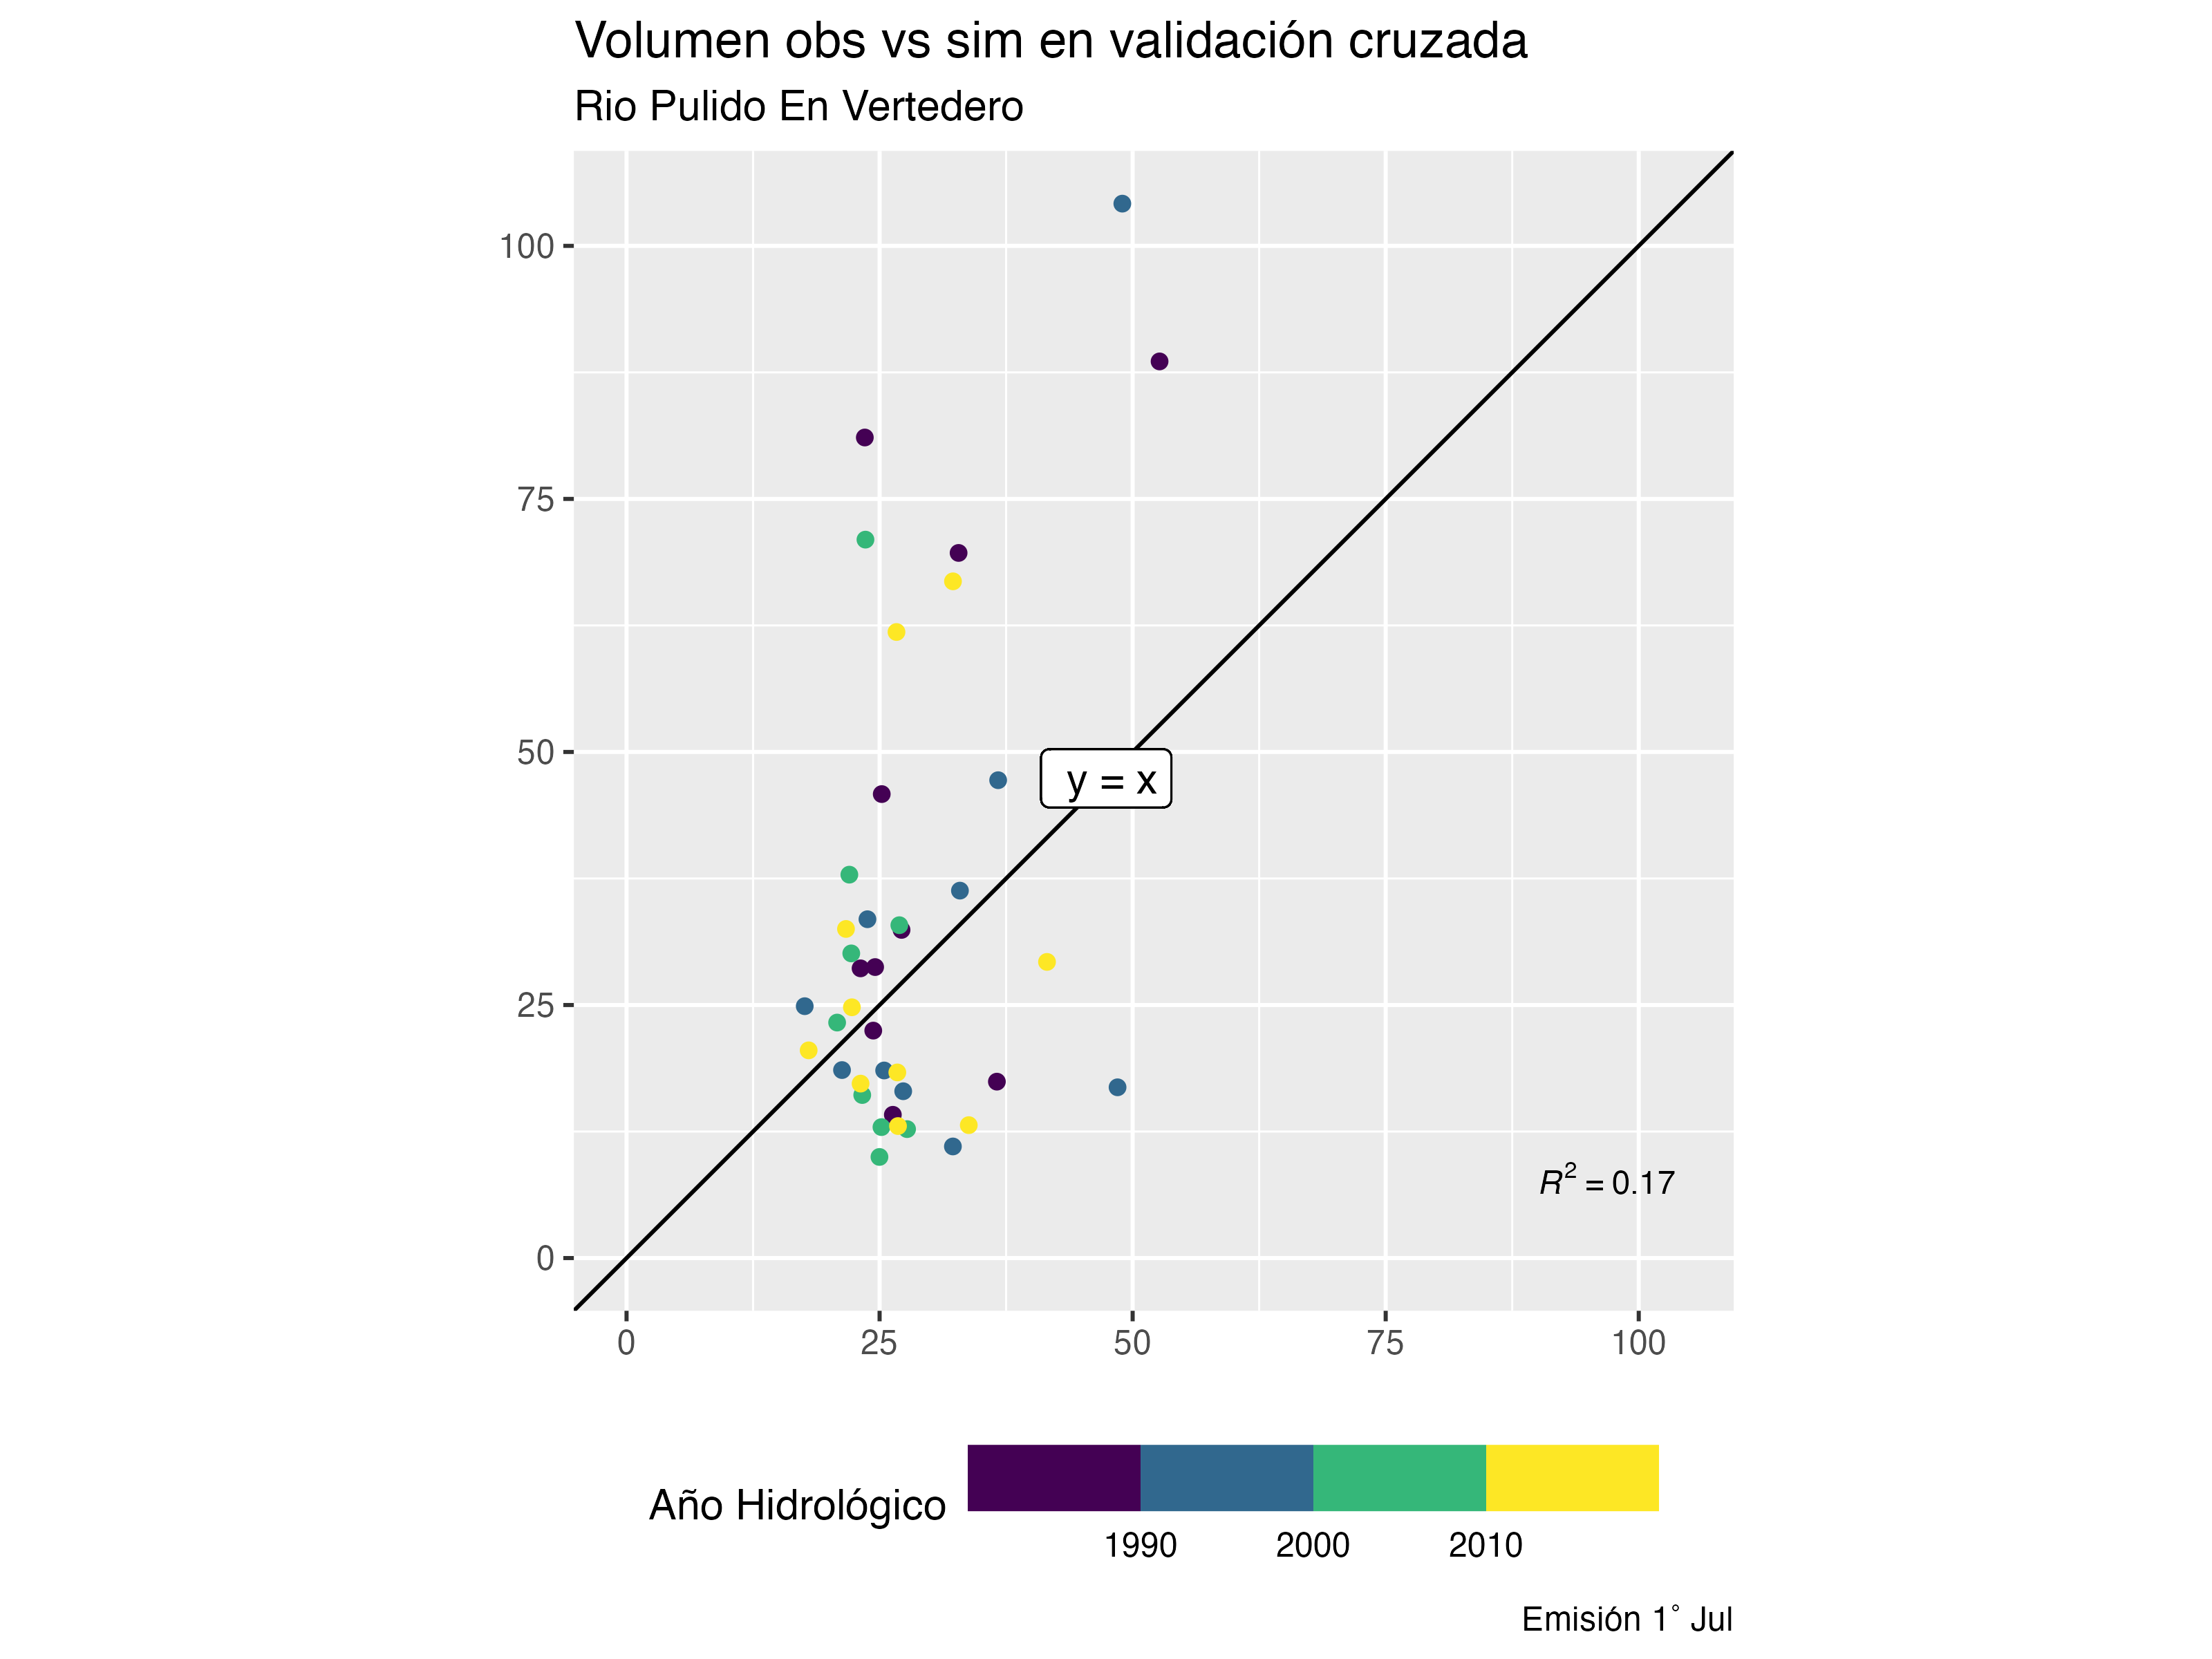 Volumen obs vs sim en validación cruzada
Rio Pulido En Vertedero
100
75
50
25
0
y = x
R² = 0.17
0 25 50 75 100
Año Hidrológico
1990 2000 2010
Emisión 1° Jul